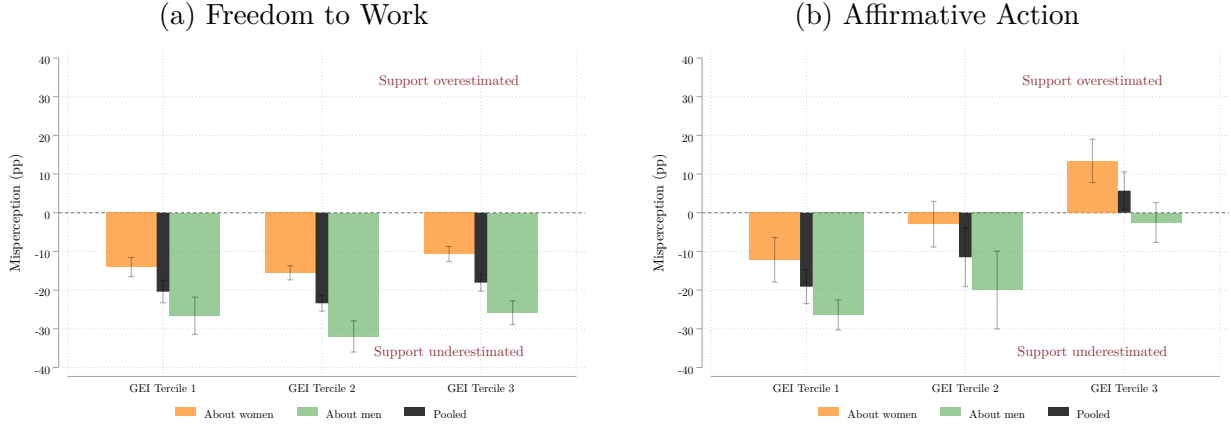 (a) Freedom to Work
40
30
20
10
0
-10
-20
-30
-40
Misperception (pp)
Support overestimated
Support underestimated
GEI Tercile 1 GEI Tercile 2 GEI Tercile 3
About women About men Pooled
(b) Affirmative Action
40
30
20
10
0
-10
-20
-30
-40
Misperception (pp)
Support overestimated
Support underestimated
GEI Tercile 1 GEI Tercile 2 GEI Tercile 3
About women About men Pooled